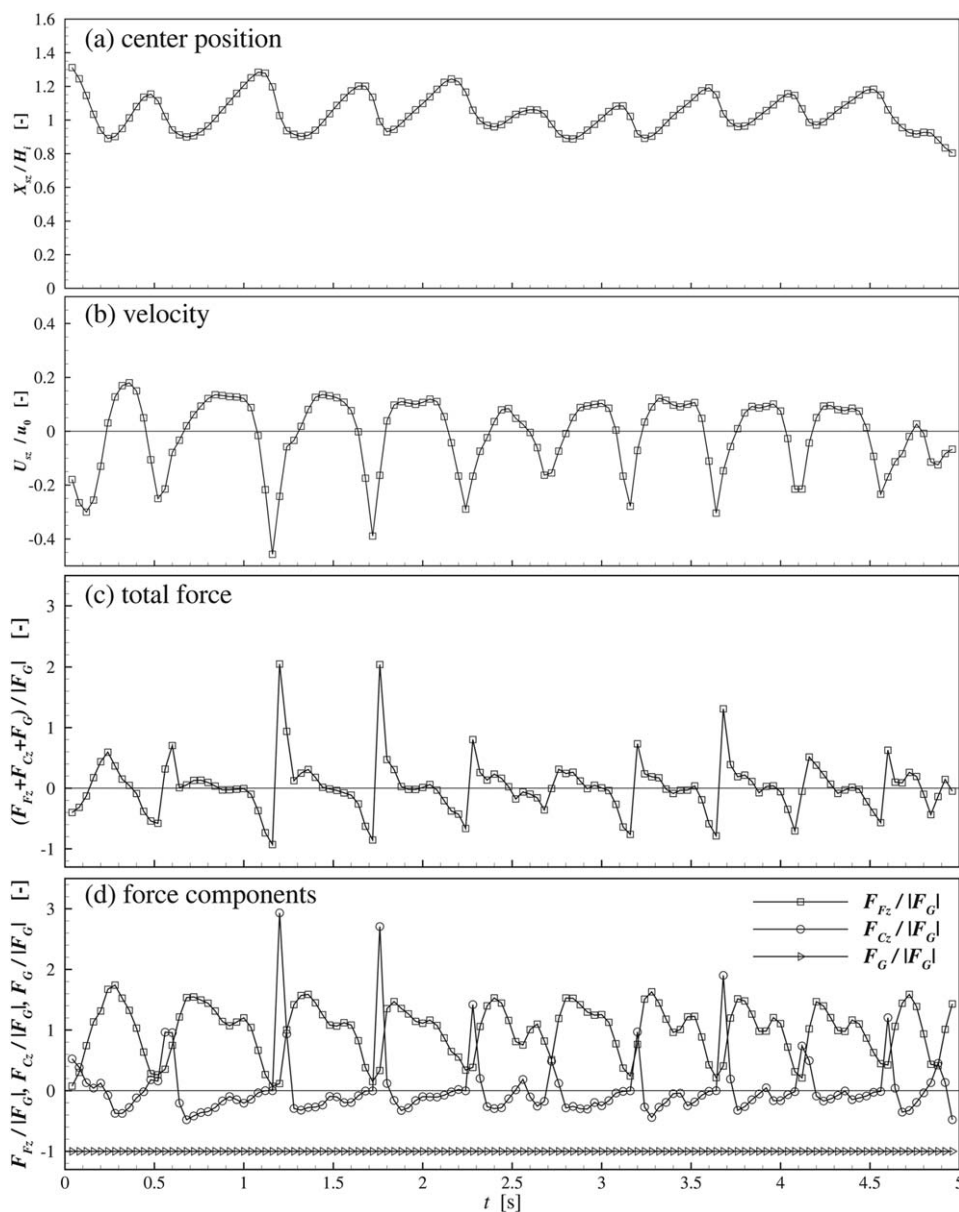 (a) center position
X_sz / H_i [-]
1.6
1.4
1.2
1
0.8
0.6
0.4
0.2
0
(b) velocity
U_sz / u_0 [-]
0.4
0.2
0
-0.2
-0.4
(c) total force
(F_Fz+F_Cz+F_G) / |F_G| [-]
3
2
1
0
-1
(d) force components
F_Fz / |F_G|, F_Cz / |F_G|, F_G / |F_G| [-]
3
2
1
0
-1
F_Fz / |F_G|
F_Cz / |F_G|
F_G / |F_G|
0 0.5 1 1.5 2 2.5 3 3.5 4 4.5 5
t [s]